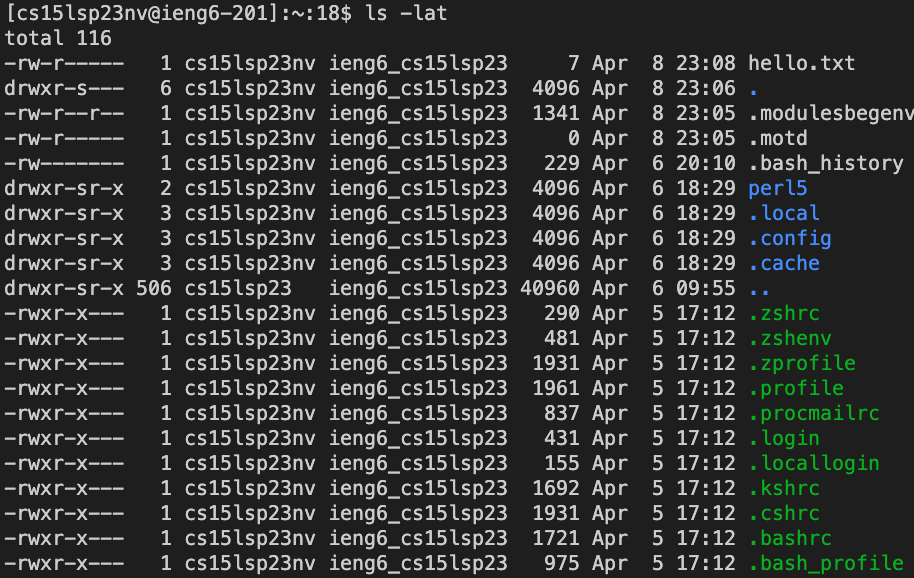 [cs15lsp23nv@ieng6-201]:~:18$ ls -lat
total 116
-rw-r-----   1 cs15lsp23nv ieng6_cs15lsp23     7 Apr  8 23:08 hello.txt
drwxr-s---   6 cs15lsp23nv ieng6_cs15lsp23  4096 Apr  8 23:06 .
-rw-r--r--   1 cs15lsp23nv ieng6_cs15lsp23  1341 Apr  8 23:05 .modulesbegenv
-rw-r-----   1 cs15lsp23nv ieng6_cs15lsp23     0 Apr  8 23:05 .motd
-rw-------   1 cs15lsp23nv ieng6_cs15lsp23   229 Apr  6 20:10 .bash_history
drwxr-sr-x   2 cs15lsp23nv ieng6_cs15lsp23  4096 Apr  6 18:29 perl5
drwxr-sr-x   3 cs15lsp23nv ieng6_cs15lsp23  4096 Apr  6 18:29 .local
drwxr-sr-x   3 cs15lsp23nv ieng6_cs15lsp23  4096 Apr  6 18:29 .config
drwxr-sr-x   3 cs15lsp23nv ieng6_cs15lsp23  4096 Apr  6 18:29 .cache
drwxr-sr-x 506 cs15lsp23   ieng6_cs15lsp23 40960 Apr  6 09:55 ..
-rwxr-x---   1 cs15lsp23nv ieng6_cs15lsp23   290 Apr  5 17:12 .zshrc
-rwxr-x---   1 cs15lsp23nv ieng6_cs15lsp23   481 Apr  5 17:12 .zshenv
-rwxr-x---   1 cs15lsp23nv ieng6_cs15lsp23  1931 Apr  5 17:12 .zprofile
-rwxr-x---   1 cs15lsp23nv ieng6_cs15lsp23  1961 Apr  5 17:12 .profile
-rwxr-x---   1 cs15lsp23nv ieng6_cs15lsp23   837 Apr  5 17:12 .procmailrc
-rwxr-x---   1 cs15lsp23nv ieng6_cs15lsp23   431 Apr  5 17:12 .login
-rwxr-x---   1 cs15lsp23nv ieng6_cs15lsp23   155 Apr  5 17:12 .locallogin
-rwxr-x---   1 cs15lsp23nv ieng6_cs15lsp23  1692 Apr  5 17:12 .kshrc
-rwxr-x---   1 cs15lsp23nv ieng6_cs15lsp23  1931 Apr  5 17:12 .cshrc
-rwxr-x---   1 cs15lsp23nv ieng6_cs15lsp23  1721 Apr  5 17:12 .bashrc
-rwxr-x---   1 cs15lsp23nv ieng6_cs15lsp23   975 Apr  5 17:12 .bash_profile